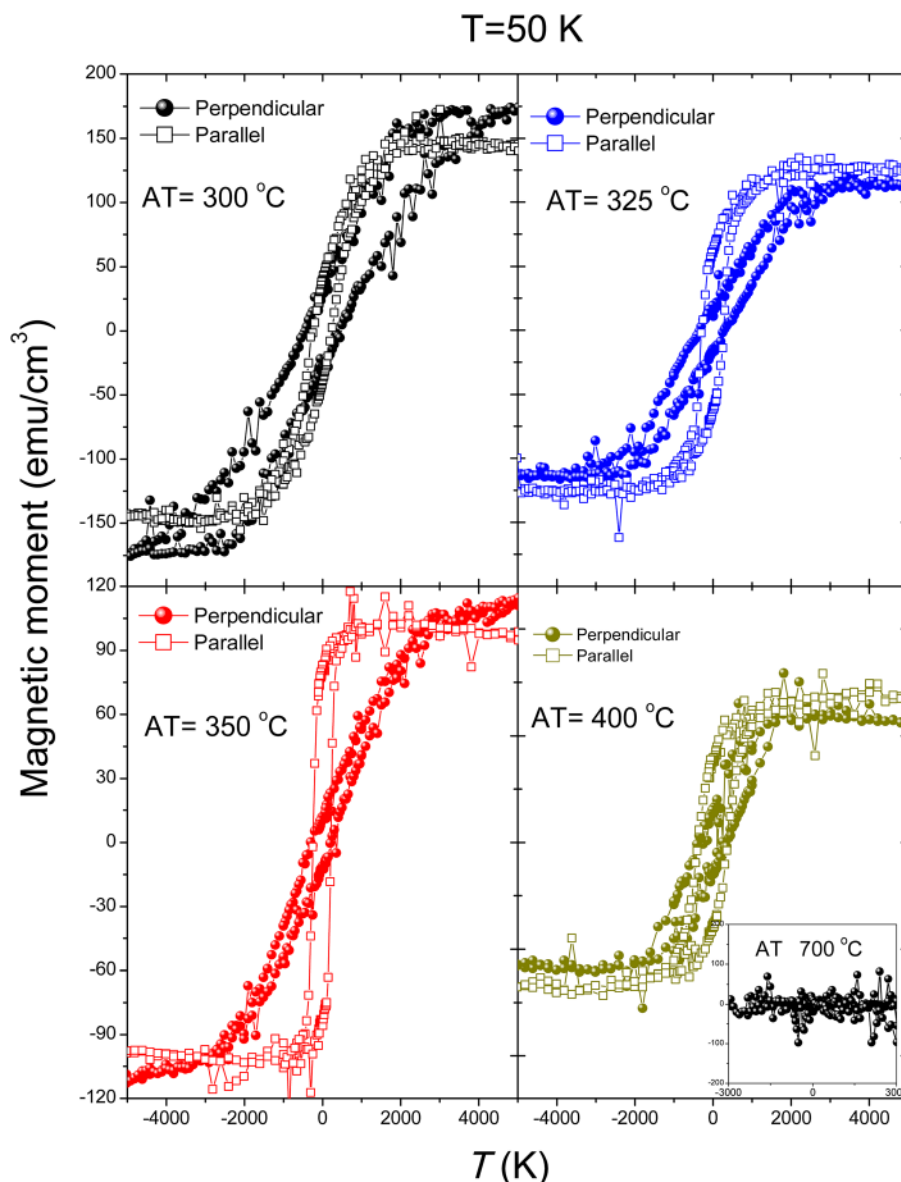 T=50 K
Magnetic moment (emu/cm³)
200
150
100
50
0
-50
-100
-150
Perpendicular
Parallel
AT= 300 °C
Perpendicular
Parallel
AT= 325 °C
120
90
60
30
0
-30
-60
-90
-120
Perpendicular
Parallel
AT= 350 °C
Perpendicular
Parallel
AT= 400 °C
AT 700 °C
200
100
0
-100
-200
-3000 0 300
-4000 -2000 0 2000 4000
-4000 -2000 0 2000 4000
T (K)